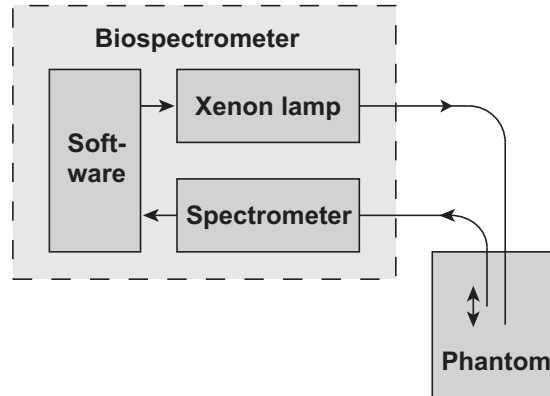 Biospectrometer
Xenon lamp
Soft-
ware
Spectrometer
Phantom